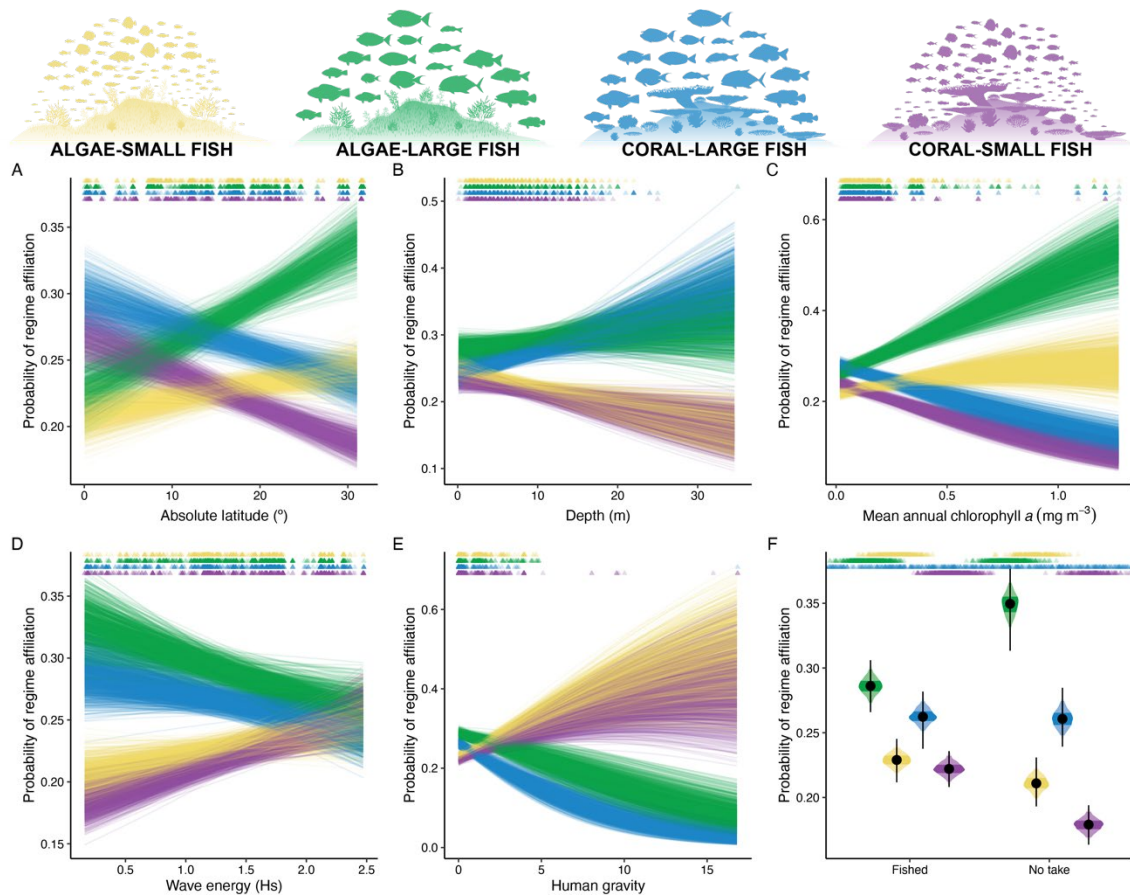 ALGAE-SMALL FISH
ALGAE-LARGE FISH
CORAL-LARGE FISH
CORAL-SMALL FISH
A
Probability of regime affiliation
0.35
0.30
0.25
0.20
0 10 20 30
Absolute latitude (º)
B
Probability of regime affiliation
0.5
0.4
0.3
0.2
0.1
0 10 20 30
Depth (m)
C
Probability of regime affiliation
0.6
0.4
0.2
0.0 0.5 1.0
Mean annual chlorophyll a (mg m⁻³)
D
Probability of regime affiliation
0.35
0.30
0.25
0.20
0.15
0.5 1.0 1.5 2.0 2.5
Wave energy (Hs)
E
Probability of regime affiliation
0.6
0.4
0.2
0.0
0 5 10 15
Human gravity
F
Probability of regime affiliation
0.35
0.30
0.25
0.20
Fished No take